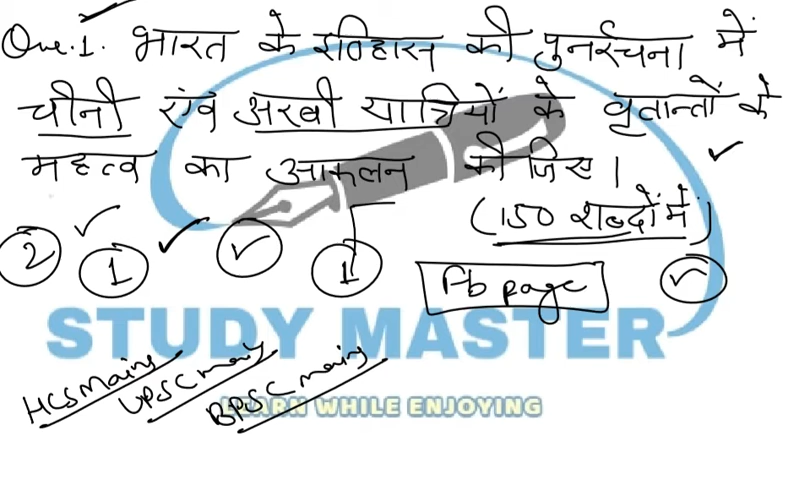 Que.1. भारत के इतिहास की पुनर्रचना में
चीनी एंव अरबी यात्रियों के वृतान्तों के
महत्व का आकलन कीजिए।
(150 शब्दों में)
2 1 1 Fb page
STUDY MASTER
HCS Mains UPSC mains BPSC mains
LEARN WHILE ENJOYING